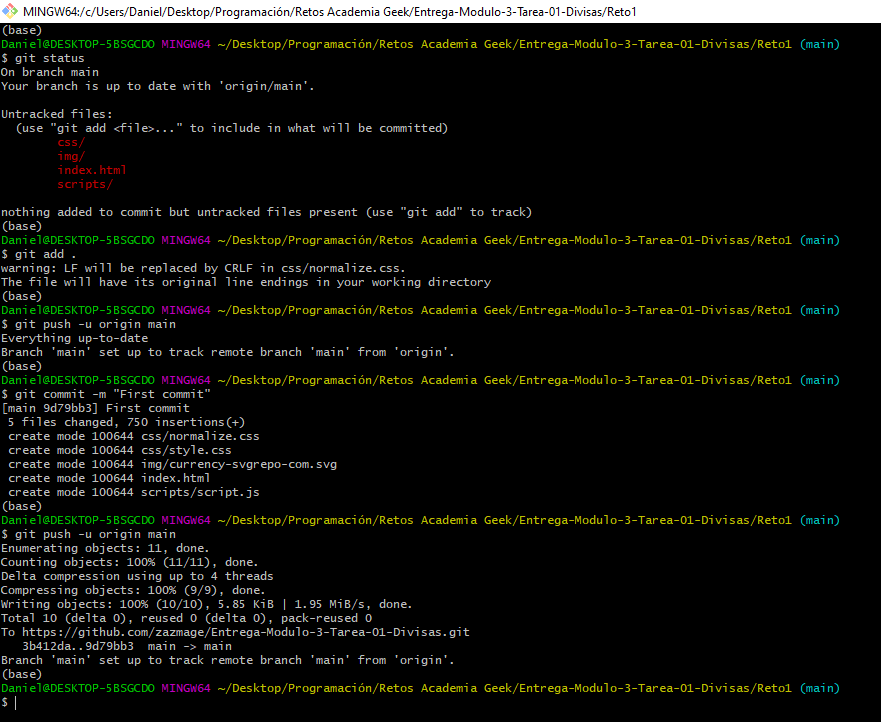 MINGW64:/c/Users/Daniel/Desktop/Programación/Retos Academia Geek/Entrega-Modulo-3-Tarea-01-Divisas/Reto1
(base)
Daniel@DESKTOP-5BSGCDO MINGW64 ~/Desktop/Programación/Retos Academia Geek/Entrega-Modulo-3-Tarea-01-Divisas/Reto1 (main)
$ git status
On branch main
Your branch is up to date with 'origin/main'.

Untracked files:
  (use "git add <file>..." to include in what will be committed)
        css/
        img/
        index.html
        scripts/

nothing added to commit but untracked files present (use "git add" to track)
(base)
Daniel@DESKTOP-5BSGCDO MINGW64 ~/Desktop/Programación/Retos Academia Geek/Entrega-Modulo-3-Tarea-01-Divisas/Reto1 (main)
$ git add .
warning: LF will be replaced by CRLF in css/normalize.css.
The file will have its original line endings in your working directory
(base)
Daniel@DESKTOP-5BSGCDO MINGW64 ~/Desktop/Programación/Retos Academia Geek/Entrega-Modulo-3-Tarea-01-Divisas/Reto1 (main)
$ git push -u origin main
Everything up-to-date
Branch 'main' set up to track remote branch 'main' from 'origin'.
(base)
Daniel@DESKTOP-5BSGCDO MINGW64 ~/Desktop/Programación/Retos Academia Geek/Entrega-Modulo-3-Tarea-01-Divisas/Reto1 (main)
$ git commit -m "First commit"
[main 9d79bb3] First commit
 5 files changed, 750 insertions(+)
 create mode 100644 css/normalize.css
 create mode 100644 css/style.css
 create mode 100644 img/currency-svgrepo-com.svg
 create mode 100644 index.html
 create mode 100644 scripts/script.js
(base)
Daniel@DESKTOP-5BSGCDO MINGW64 ~/Desktop/Programación/Retos Academia Geek/Entrega-Modulo-3-Tarea-01-Divisas/Reto1 (main)
$ git push -u origin main
Enumerating objects: 11, done.
Counting objects: 100% (11/11), done.
Delta compression using up to 4 threads
Compressing objects: 100% (9/9), done.
Writing objects: 100% (10/10), 5.85 KiB | 1.95 MiB/s, done.
Total 10 (delta 0), reused 0 (delta 0), pack-reused 0
To https://github.com/zazmage/Entrega-Modulo-3-Tarea-01-Divisas.git
   3b412da..9d79bb3  main -> main
Branch 'main' set up to track remote branch 'main' from 'origin'.
(base)
Daniel@DESKTOP-5BSGCDO MINGW64 ~/Desktop/Programación/Retos Academia Geek/Entrega-Modulo-3-Tarea-01-Divisas/Reto1 (main)
$